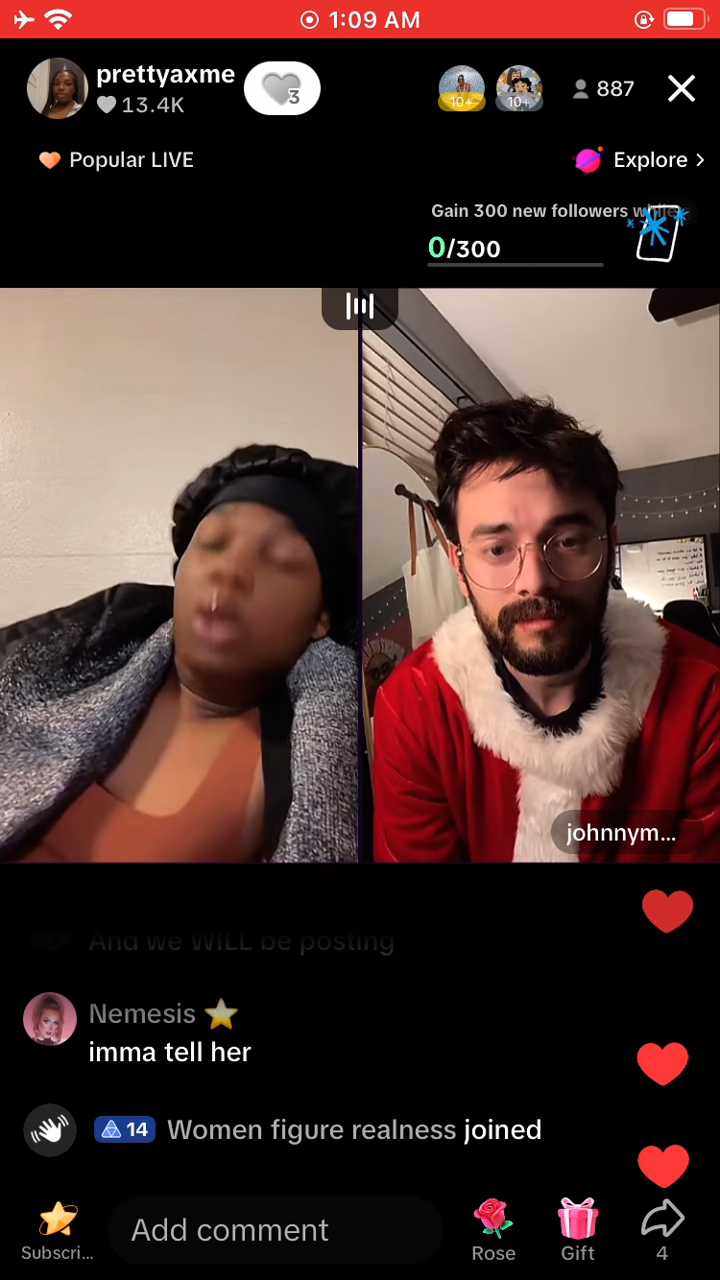 1:09 AM
prettyaxme
13.4K
3
10+
10+
887
Popular LIVE
Explore >
Gain 300 new followers while
0/300
johnnym...
And we WILL be posting
Nemesis ⭐
imma tell her
14 Women figure realness joined
Add comment
Subscri...
Rose
Gift
4